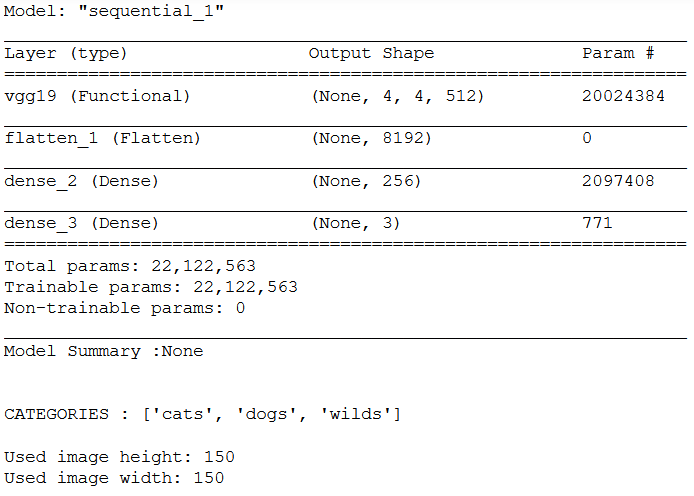 Model: "sequential_1"
Layer (type) Output Shape Param #
=================================================================
vgg19 (Functional) (None, 4, 4, 512) 20024384
flatten_1 (Flatten) (None, 8192) 0
dense_2 (Dense) (None, 256) 2097408
dense_3 (Dense) (None, 3) 771
=================================================================
Total params: 22,122,563
Trainable params: 22,122,563
Non-trainable params: 0
Model Summary :None
CATEGORIES : ['cats', 'dogs', 'wilds']
Used image height: 150
Used image width: 150